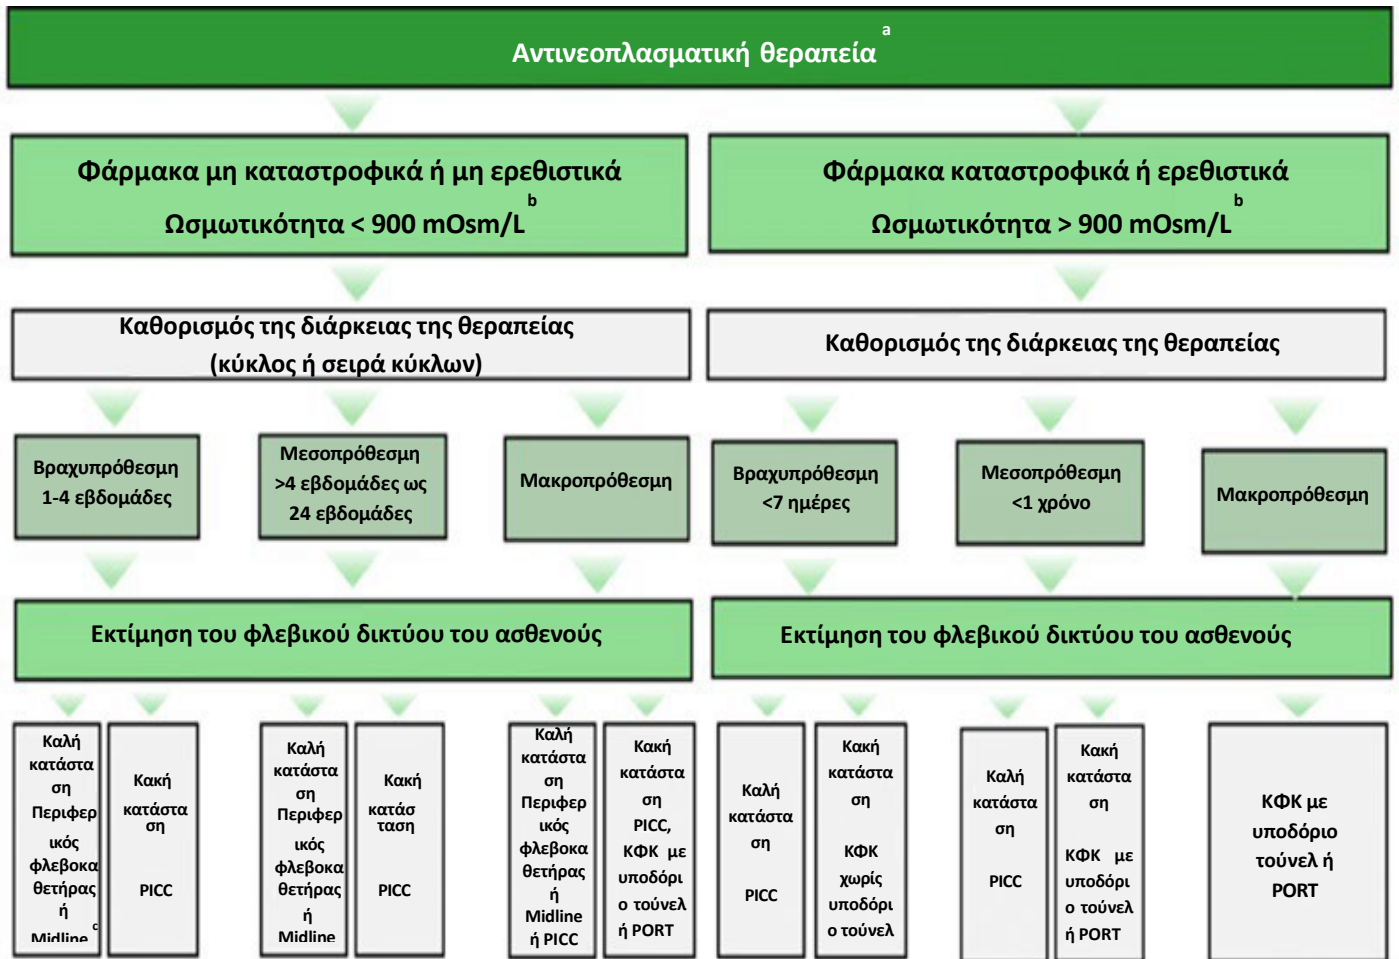 Αντινεοπλασματική θεραπεία a
Φάρμακα μη καταστροφικά ή μη ερεθιστικά
Ωσμωτικότητα < 900 mOsm/L b
Φάρμακα καταστροφικά ή ερεθιστικά
Ωσμωτικότητα > 900 mOsm/L b
Καθορισμός της διάρκειας της θεραπείας
(κύκλος ή σειρά κύκλων)
Καθορισμός της διάρκειας της θεραπείας
Βραχυπρόθεσμη
1-4 εβδομάδες
Μεσοπρόθεσμη
>4 εβδομάδες ως
24 εβδομάδες
Μακροπρόθεσμη
Βραχυπρόθεσμη
<7 ημέρες
Μεσοπρόθεσμη
<1 χρόνο
Μακροπρόθεσμη
Εκτίμηση του φλεβικού δικτύου του ασθενούς
Εκτίμηση του φλεβικού δικτύου του ασθενούς
Καλή
κατάστα
ση
Περιφερ
ικός
φλεβοκα
θετήρας
ή
Midline c
Κακή
κατάστα
ση
PICC
Καλή
κατάστα
ση
Περιφερ
ικός
φλεβοκα
θετήρας
ή
Midline
Κακή
κατάσ
ταση
PICC
Καλή
κατάστα
ση
Περιφερ
ικός
φλεβοκα
θετήρας
ή
Midline
ή PICC
Κακή
κατάστα
ση
PICC,
ΚΦΚ με
υποδόρι
ο τούνελ
ή PORT
Καλή
κατάστα
ση
PICC
Κακή
κατάστα
ση
ΚΦΚ
χωρίς
υποδόρι
ο τούνελ
Καλή
κατάστα
ση
PICC
Κακή
κατάστα
ση
ΚΦΚ με
υποδόρι
ο τούνελ
ή PORT
ΚΦΚ με
υποδόριο
τούνελ ή
PORT